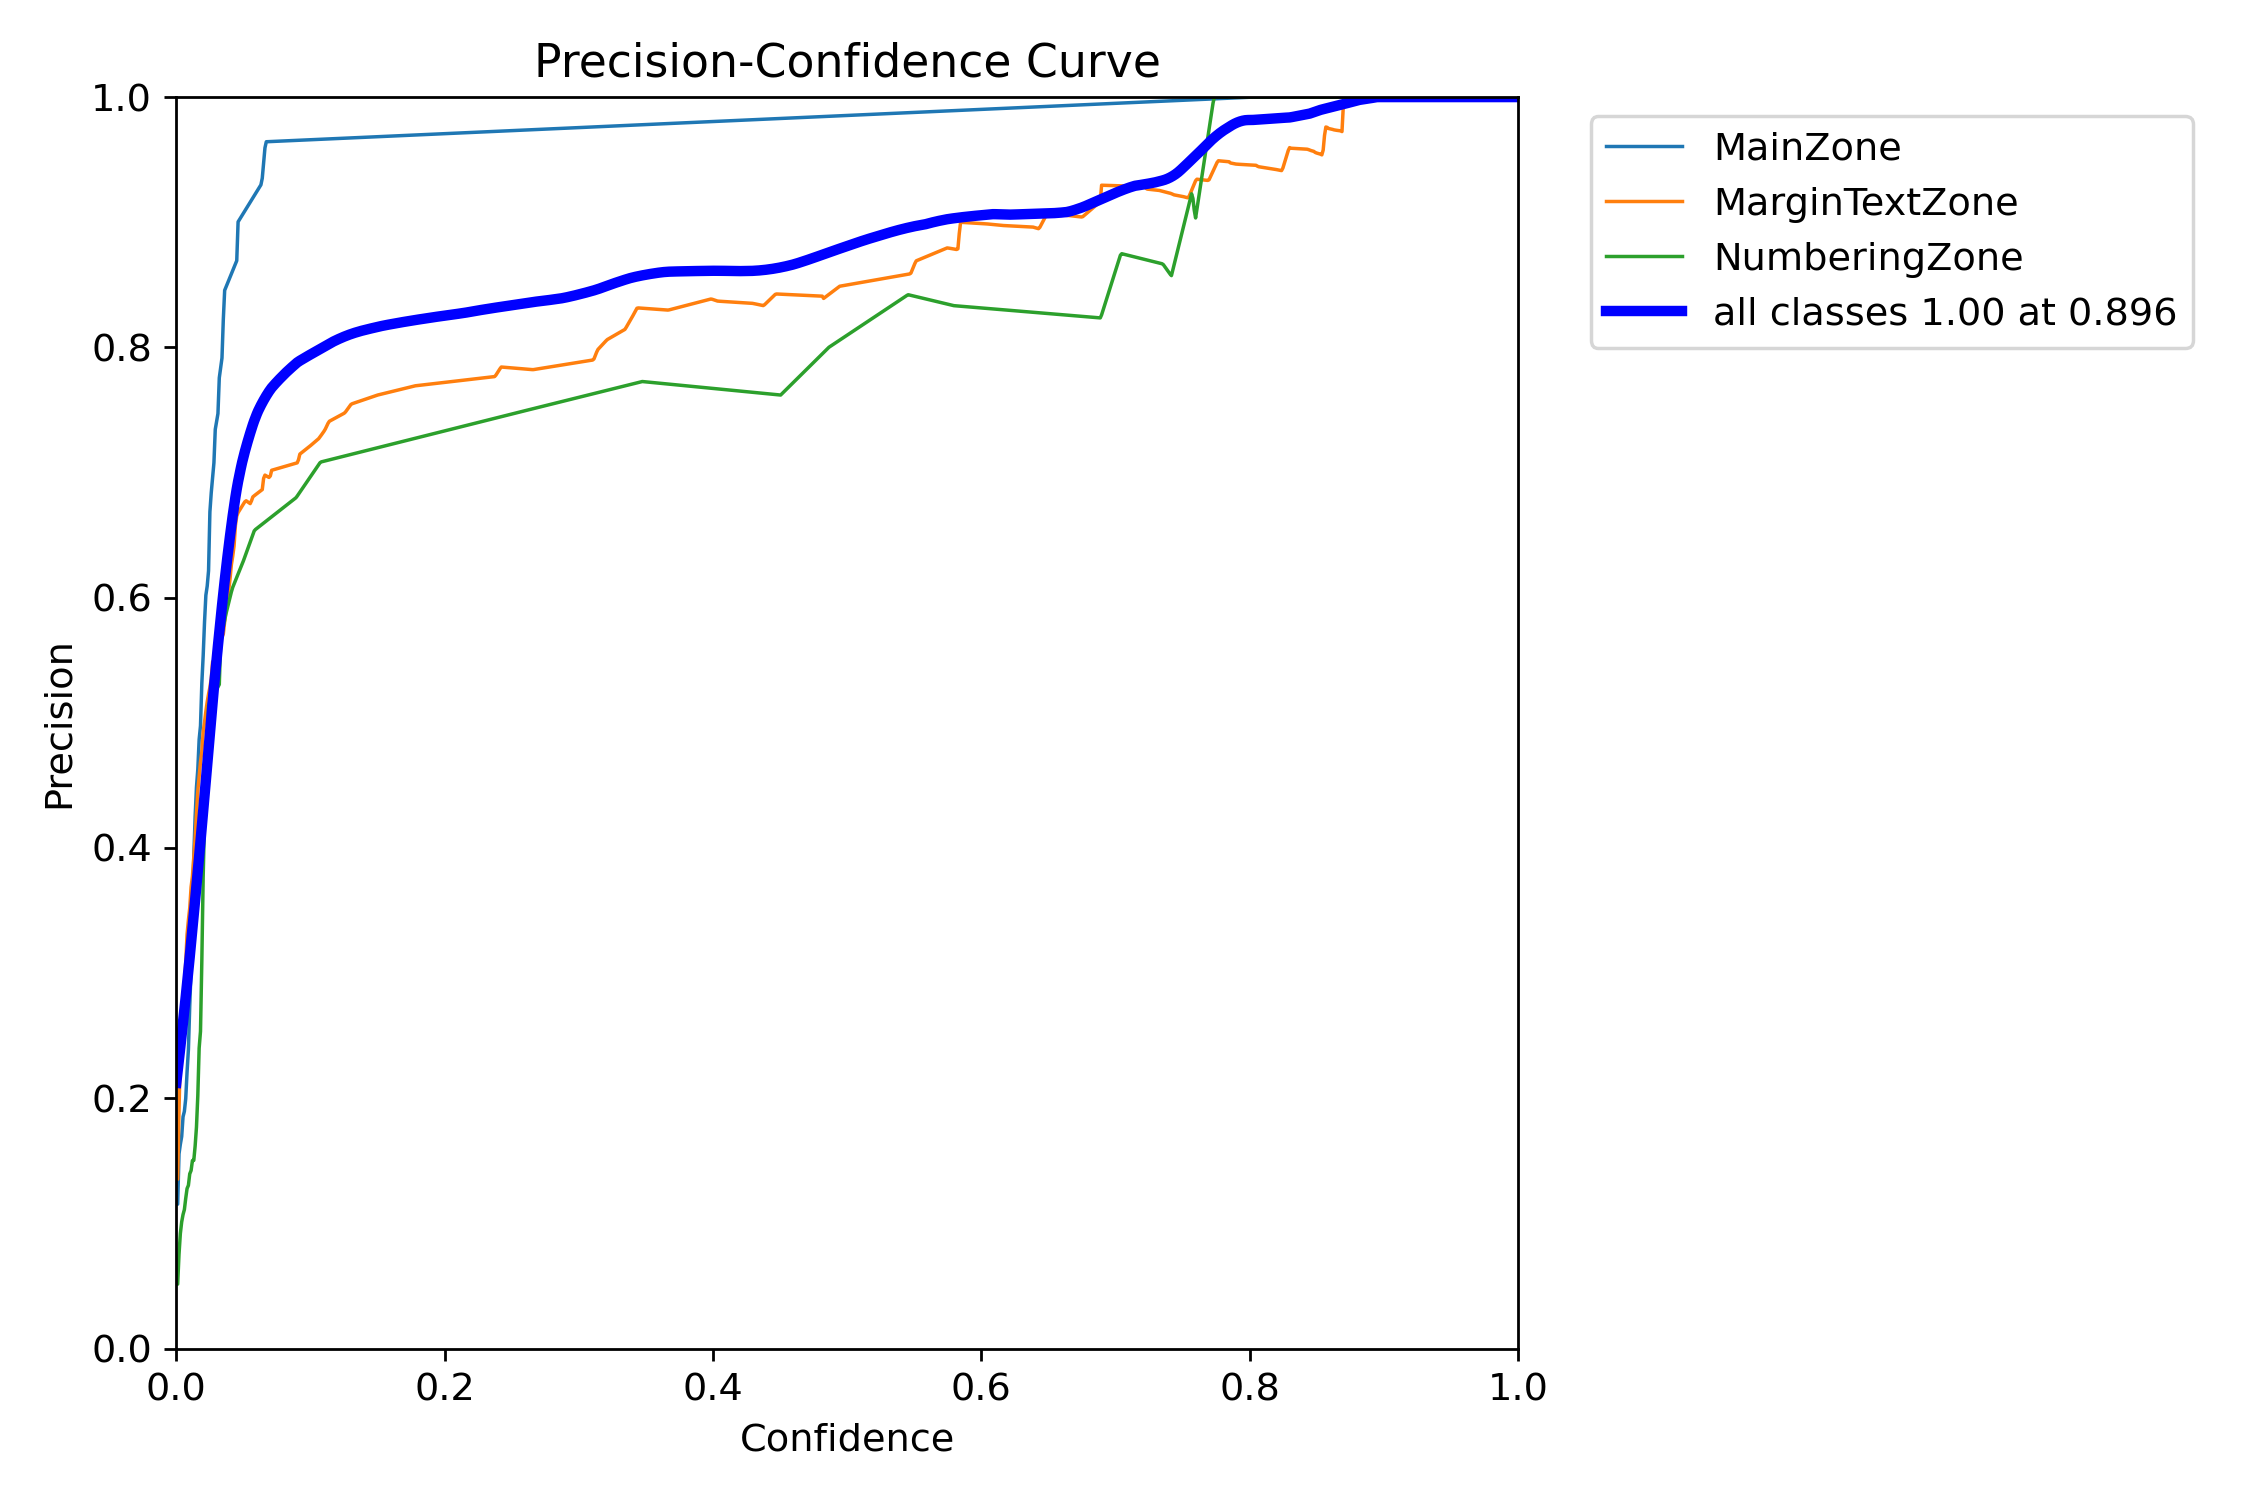 Precision-Confidence Curve
1.0
0.8
0.6
0.4
0.2
0.0
Precision
0.0 0.2 0.4 0.6 0.8 1.0
Confidence
MainZone
MarginTextZone
NumberingZone
all classes 1.00 at 0.896